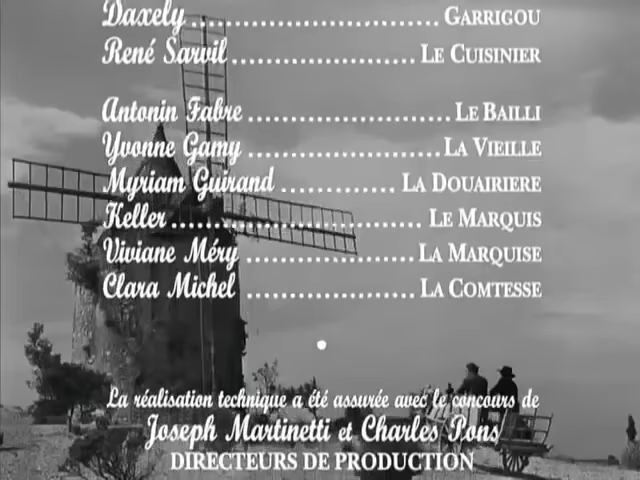 Daxely ................................ GARRIGOU
René Sarvil ........................ LE CUISINIER
Antonin Fabre .......................... LE BAILLI
Yvonne Gamy ......................... LA VIEILLE
Myriam Guirand .............. LA DOUAIRIERE
Keller ................................ LE MARQUIS
Viviane Méry ...................... LA MARQUISE
Clara Michel ...................... LA COMTESSE
La réalisation technique a été assurée avec le concours de
Joseph Martinetti et Charles Pons
DIRECTEURS DE PRODUCTION